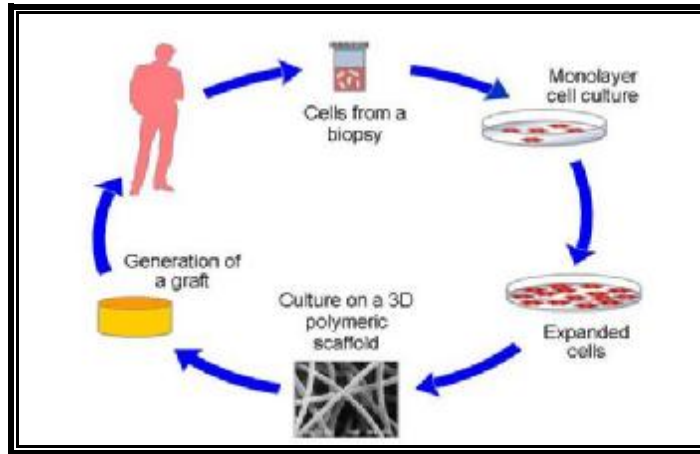 Cells from a
biopsy
Monolayer
cell culture
Expanded
cells
Culture on a 3D
polymeric
scaffold
Generation of
a graft